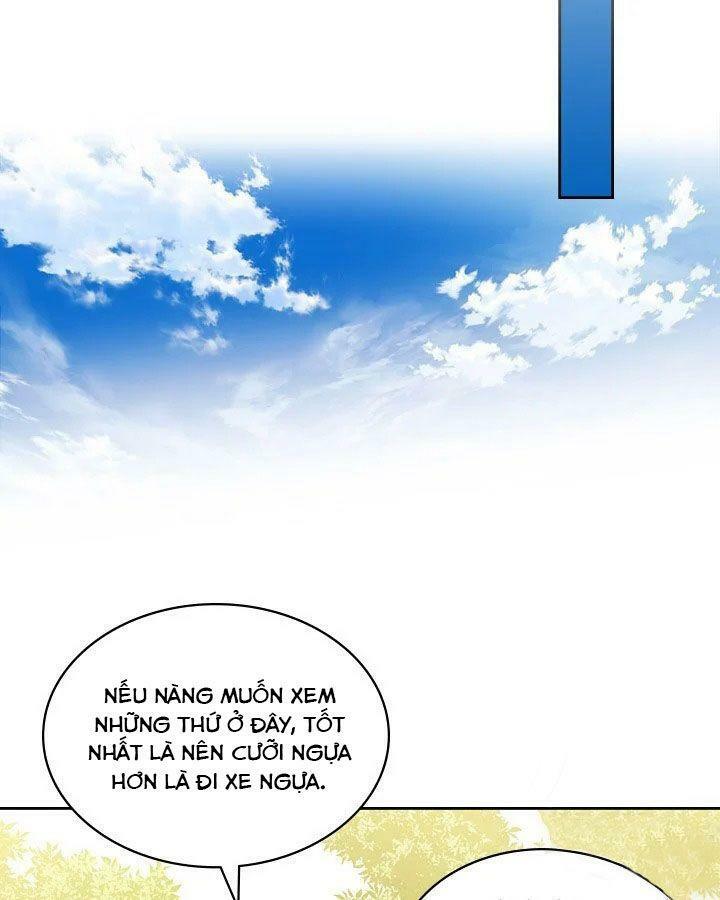 NẾU NÀNG MUỐN XEM
NHỮNG THỨ Ở ĐÂY, TỐT
NHẤT LÀ NÊN CƯỠI NGỰA
HƠN LÀ ĐI XE NGỰA.